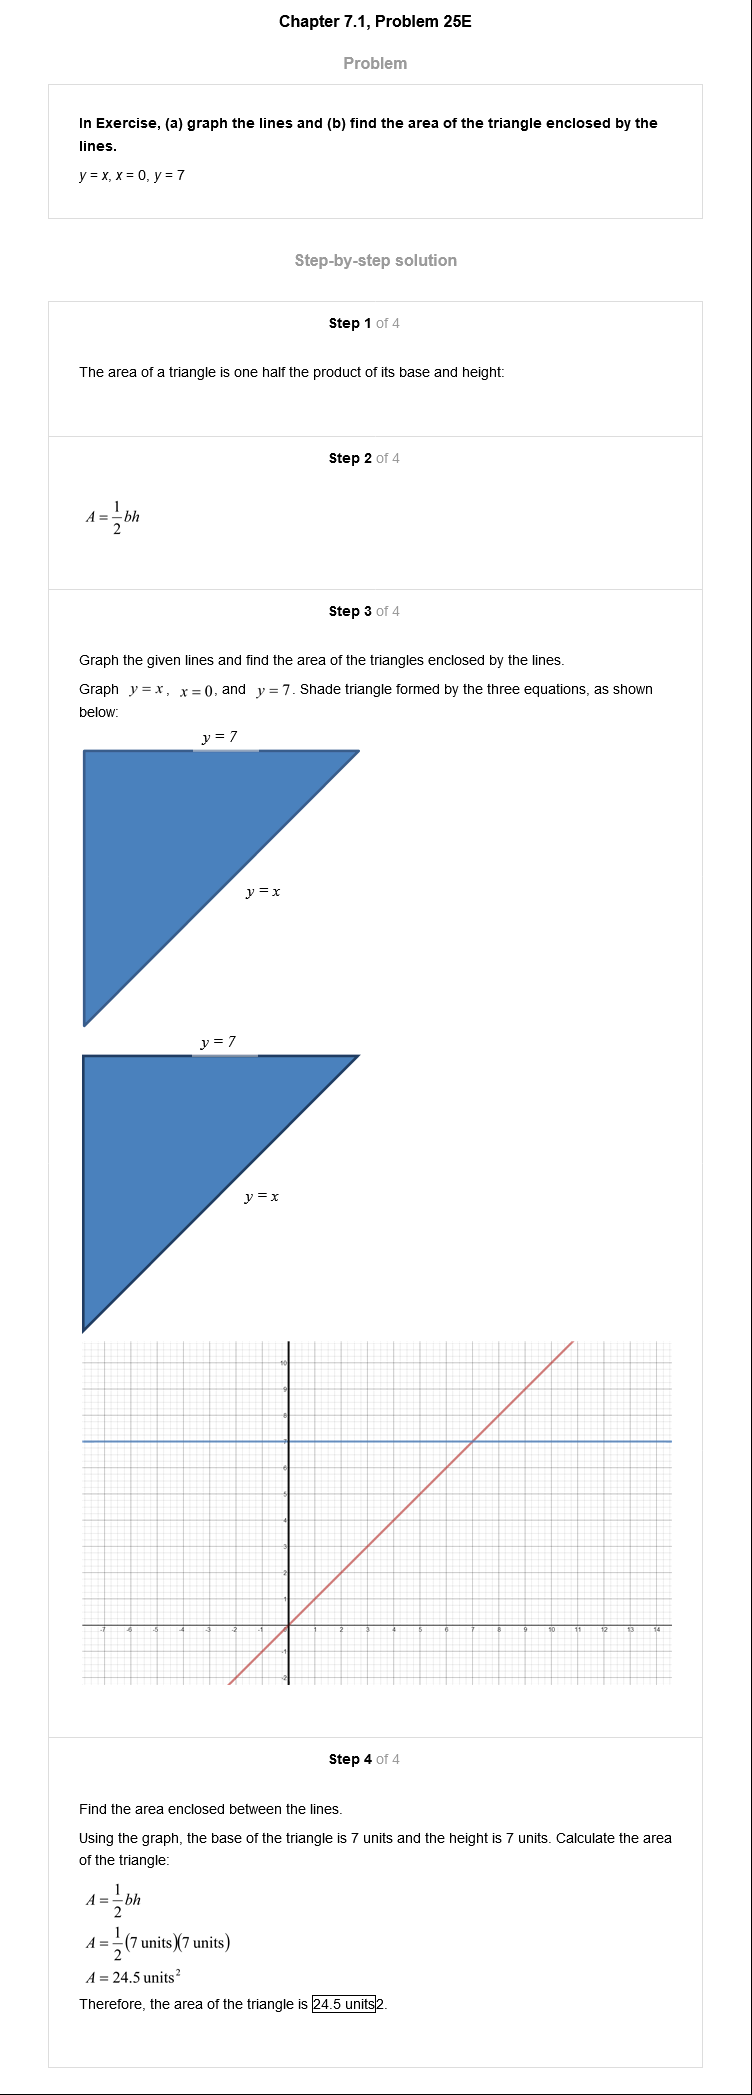 Chapter 7.1, Problem 25E
Problem
In Exercise, (a) graph the lines and (b) find the area of the triangle enclosed by the
lines.
y = x, x = 0, y = 7
Step-by-step solution
Step 1 of 4
The area of a triangle is one half the product of its base and height:
Step 2 of 4
A = 1/2 bh
Step 3 of 4
Graph the given lines and find the area of the triangles enclosed by the lines.
Graph y = x, x = 0, and y = 7. Shade triangle formed by the three equations, as shown
below:
y = 7
y = x
y = 7
y = x
10
9
8
7
6
5
4
3
2
1
-7 -6 -5 -4 -3 -2 -1 0 1 2 3 4 5 6 7 8 9 10 11 12 13 14
-1
-2
Step 4 of 4
Find the area enclosed between the lines.
Using the graph, the base of the triangle is 7 units and the height is 7 units. Calculate the area
of the triangle:
A = 1/2 bh
A = 1/2 (7 units)(7 units)
A = 24.5 units²
Therefore, the area of the triangle is 24.5 units2.